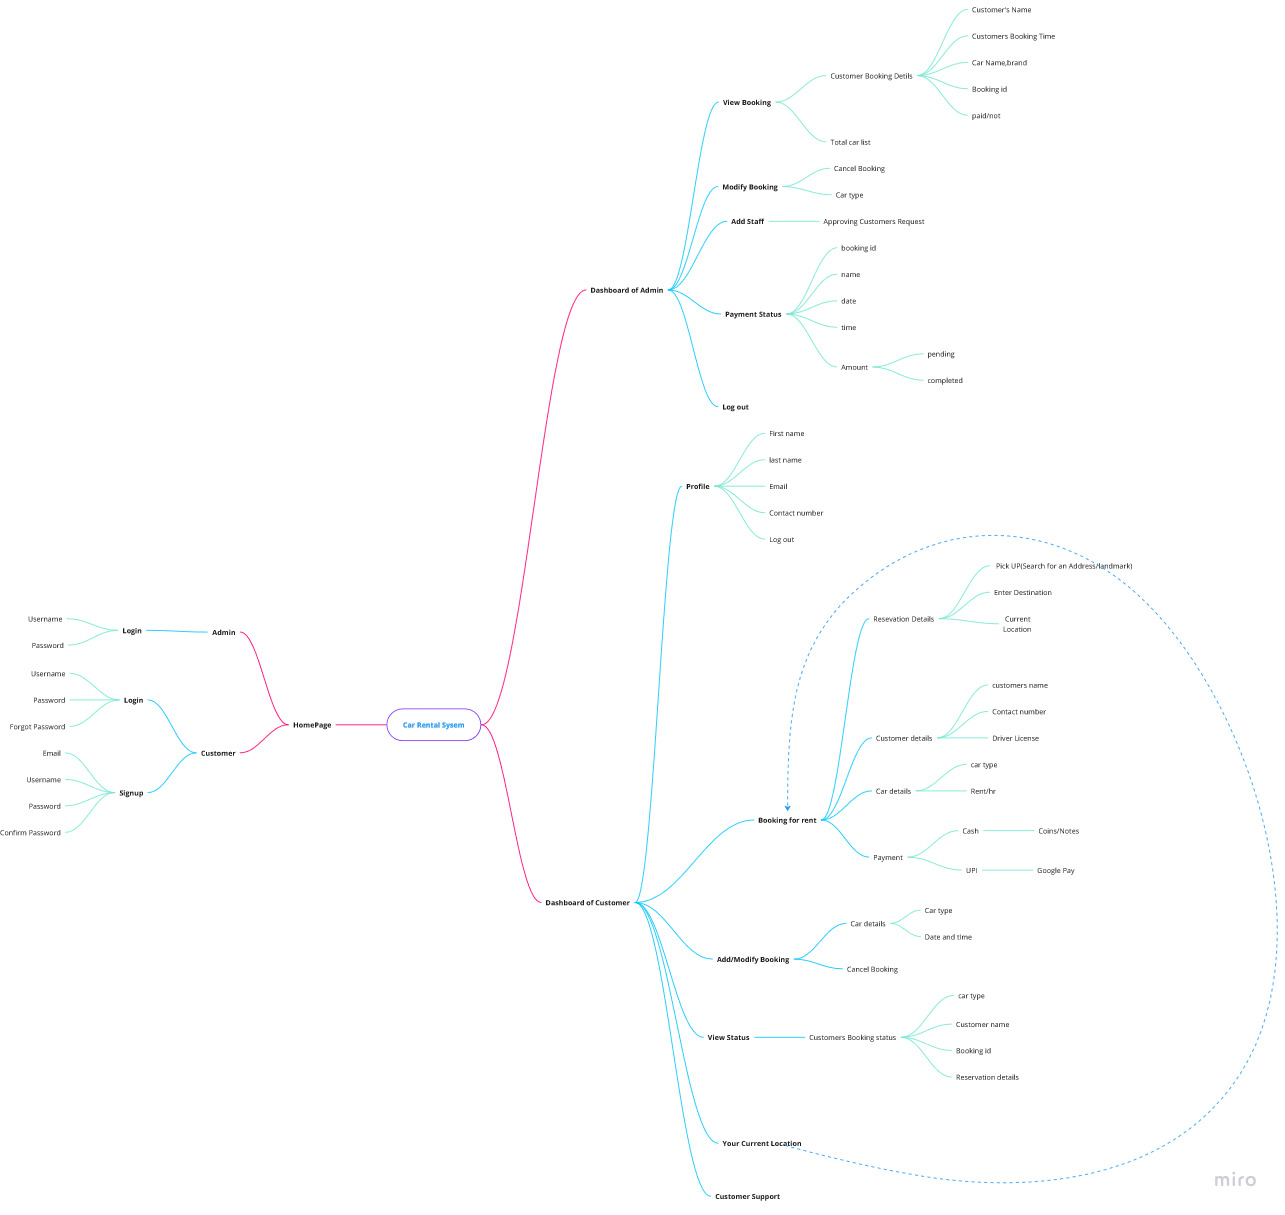 Customer's Name
Customers Booking Time
Car Name,brand
Booking id
paid/not
Customer Booking Detils
Total car list
View Booking
Cancel Booking
Car type
Modify Booking
Add Staff
Approving Customers Request
booking id
name
date
time
Amount
pending
completed
Payment Status
Dashboard of Admin
Log out
First name
last name
Email
Contact number
Log out
Profile
Pick UP(Search for an Address/landmark)
Enter Destination
Current
Location
Resevation Details
customers name
Contact number
Driver License
Customer details
car type
Rent/hr
Car details
Booking for rent
Payment
Cash
Coins/Notes
UPI
Google Pay
Dashboard of Customer
Car details
Car type
Date and time
Add/Modify Booking
Cancel Booking
car type
Customer name
Booking id
Reservation details
View Status
Customers Booking status
Your Current Location
Customer Support
Username
Password
Login
Admin
Username
Password
Forgot Password
Login
Email
Username
Password
Confirm Password
Signup
Customer
HomePage
Car Rental Sysem
miro